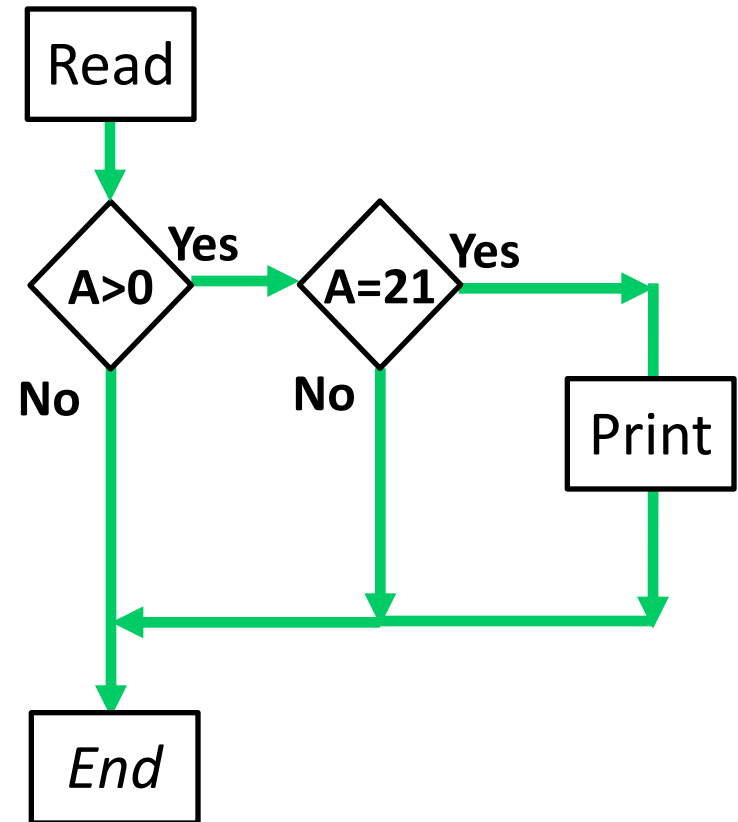 Read
Yes
Yes
A>0
A=21
No
No
Print
End